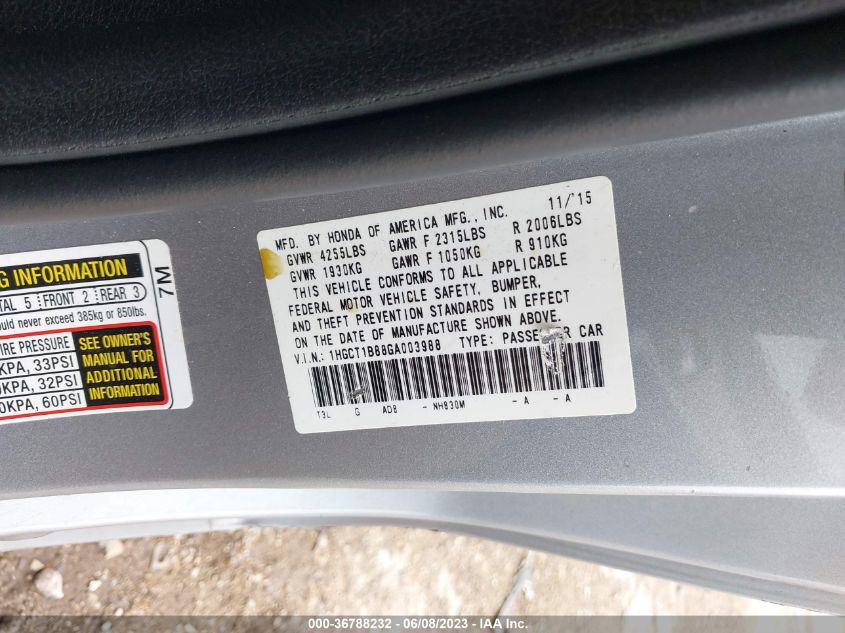 G INFORMATION
TAL 5 FRONT 2 REAR 3
ould never exceed 385kg or 850lbs.
IRE PRESSURE
KPA, 33PSI
0KPA, 32PSI
0KPA, 60PSI
SEE OWNER'S
MANUAL FOR
ADDITIONAL
INFORMATION
7M
MFD. BY HONDA OF AMERICA MFG., INC. 11/'15
GVWR 4255LBS GAWR F 2315LBS R 2006LBS
GVWR 1930KG GAWR F 1050KG R 910KG
THIS VEHICLE CONFORMS TO ALL APPLICABLE
FEDERAL MOTOR VEHICLE SAFETY, BUMPER,
AND THEFT PREVENTION STANDARDS IN EFFECT
ON THE DATE OF MANUFACTURE SHOWN ABOVE.
V.I.N.: 1HGCT1B88GA003988 TYPE: PASSENGER CAR
T3L G AD8 - NH830M - A - A
000-36788232 - 06/08/2023 - IAA Inc.